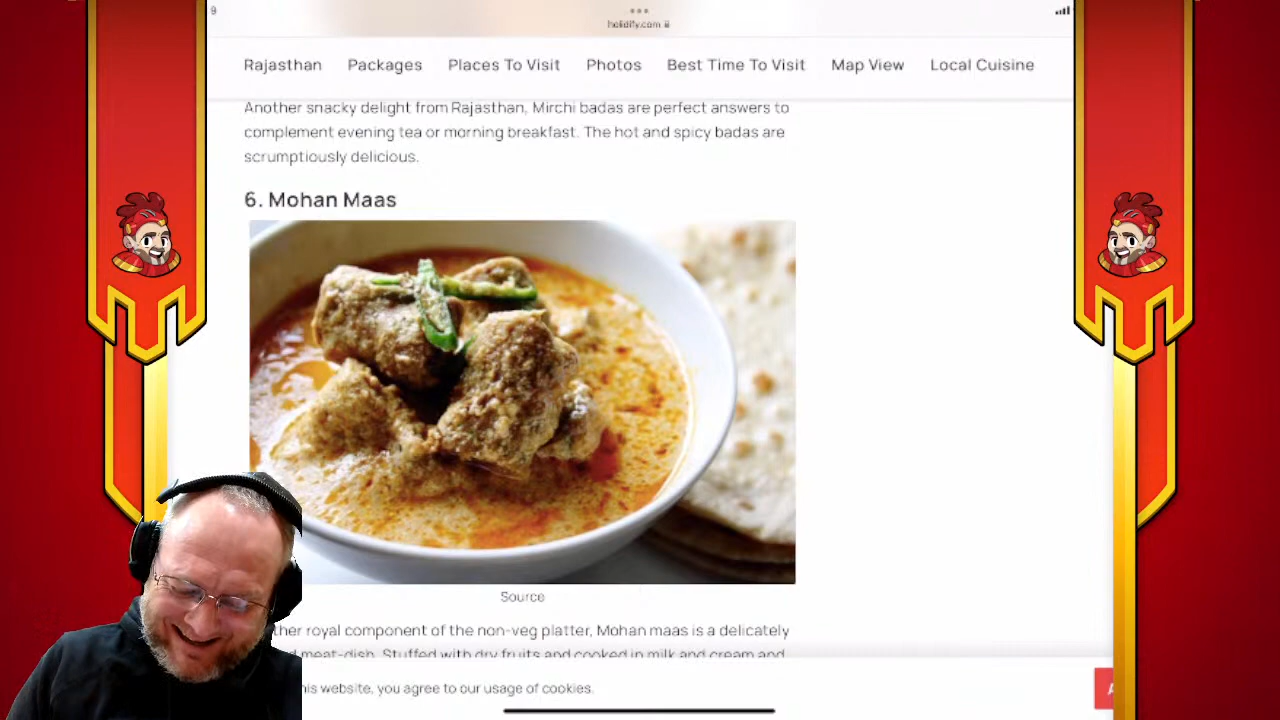 9
holidify.com
Rajasthan Packages Places To Visit Photos Best Time To Visit Map View Local Cuisine
Another snacky delight from Rajasthan, Mirchi badas are perfect answers to
complement evening tea or morning breakfast. The hot and spicy badas are
scrumptiously delicious.
6. Mohan Maas
Source
ther royal component of the non-veg platter, Mohan maas is a delicately
meat-dish. Stuffed with dry fruits and cooked in milk and cream and
his website, you agree to our usage of cookies.